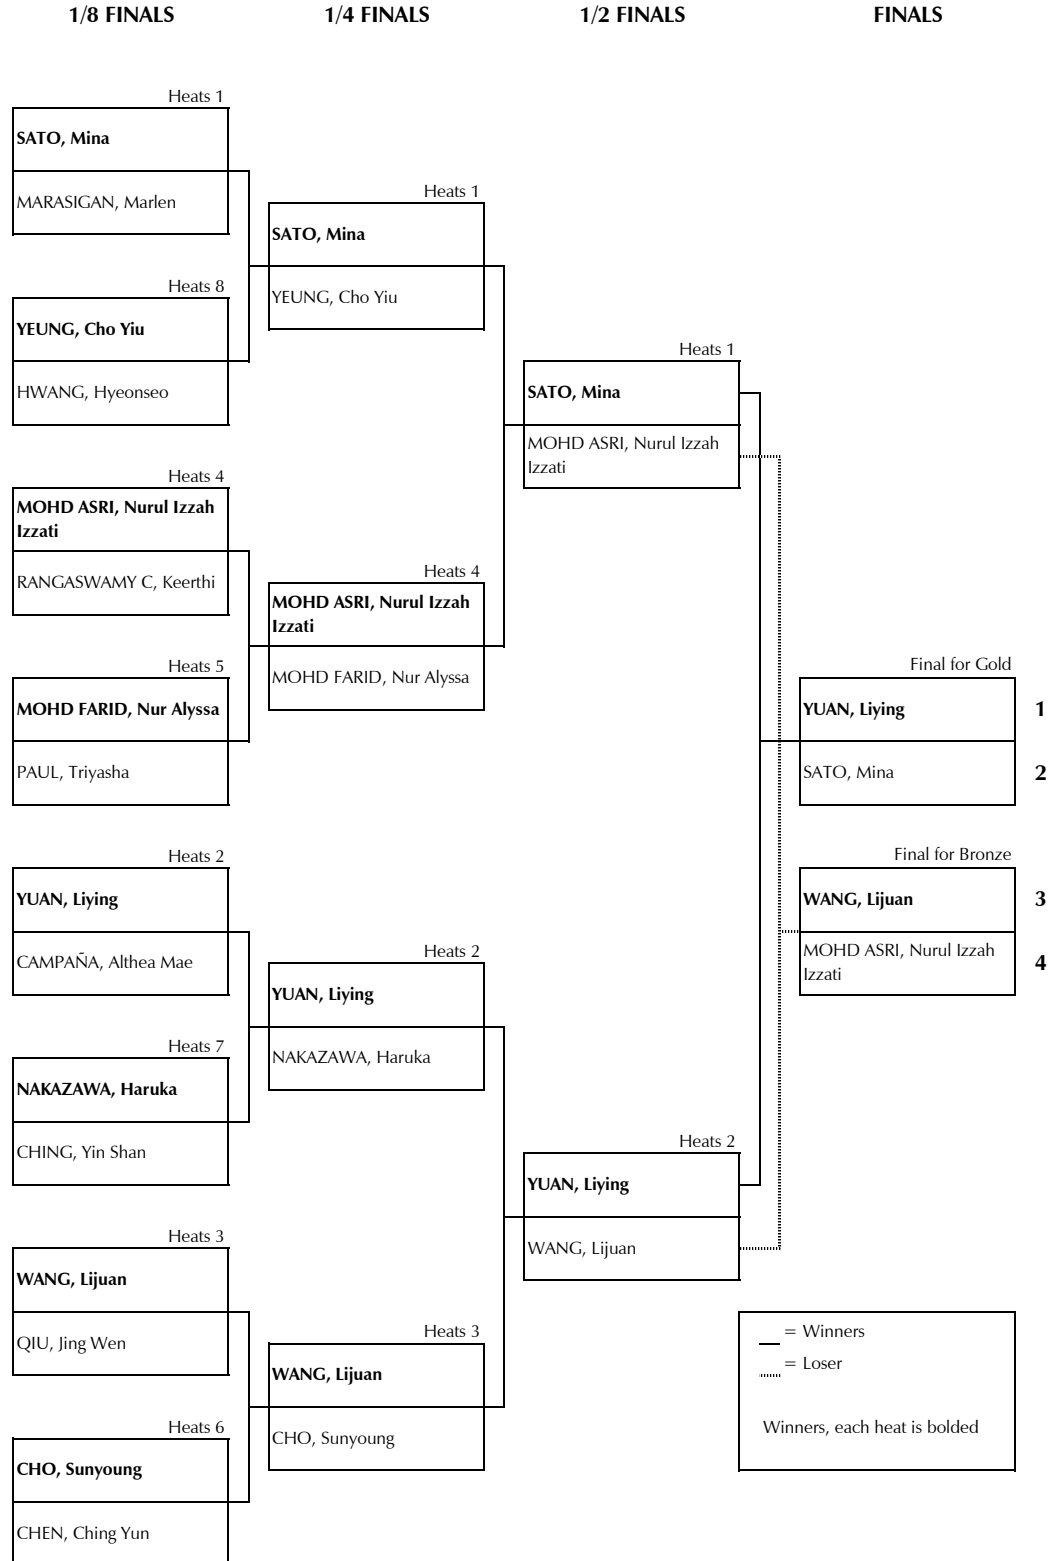 1/8 FINALS
1/4 FINALS
1/2 FINALS
FINALS
Heats 1
SATO, Mina
MARASIGAN, Marlen
Heats 8
YEUNG, Cho Yiu
HWANG, Hyeonseo
Heats 4
MOHD ASRI, Nurul Izzah
Izzati
RANGASWAMY C, Keerthi
Heats 5
MOHD FARID, Nur Alyssa
PAUL, Triyasha
Heats 2
YUAN, Liying
CAMPAÑA, Althea Mae
Heats 7
NAKAZAWA, Haruka
CHING, Yin Shan
Heats 3
WANG, Lijuan
QIU, Jing Wen
Heats 6
CHO, Sunyoung
CHEN, Ching Yun
Heats 1
SATO, Mina
YEUNG, Cho Yiu
Heats 4
MOHD ASRI, Nurul Izzah
Izzati
MOHD FARID, Nur Alyssa
Heats 2
YUAN, Liying
NAKAZAWA, Haruka
Heats 3
WANG, Lijuan
CHO, Sunyoung
Heats 1
SATO, Mina
MOHD ASRI, Nurul Izzah
Izzati
Heats 2
YUAN, Liying
WANG, Lijuan
Final for Gold
YUAN, Liying 1
SATO, Mina 2
Final for Bronze
WANG, Lijuan 3
MOHD ASRI, Nurul Izzah
Izzati 4
= Winners
= Loser
Winners, each heat is bolded